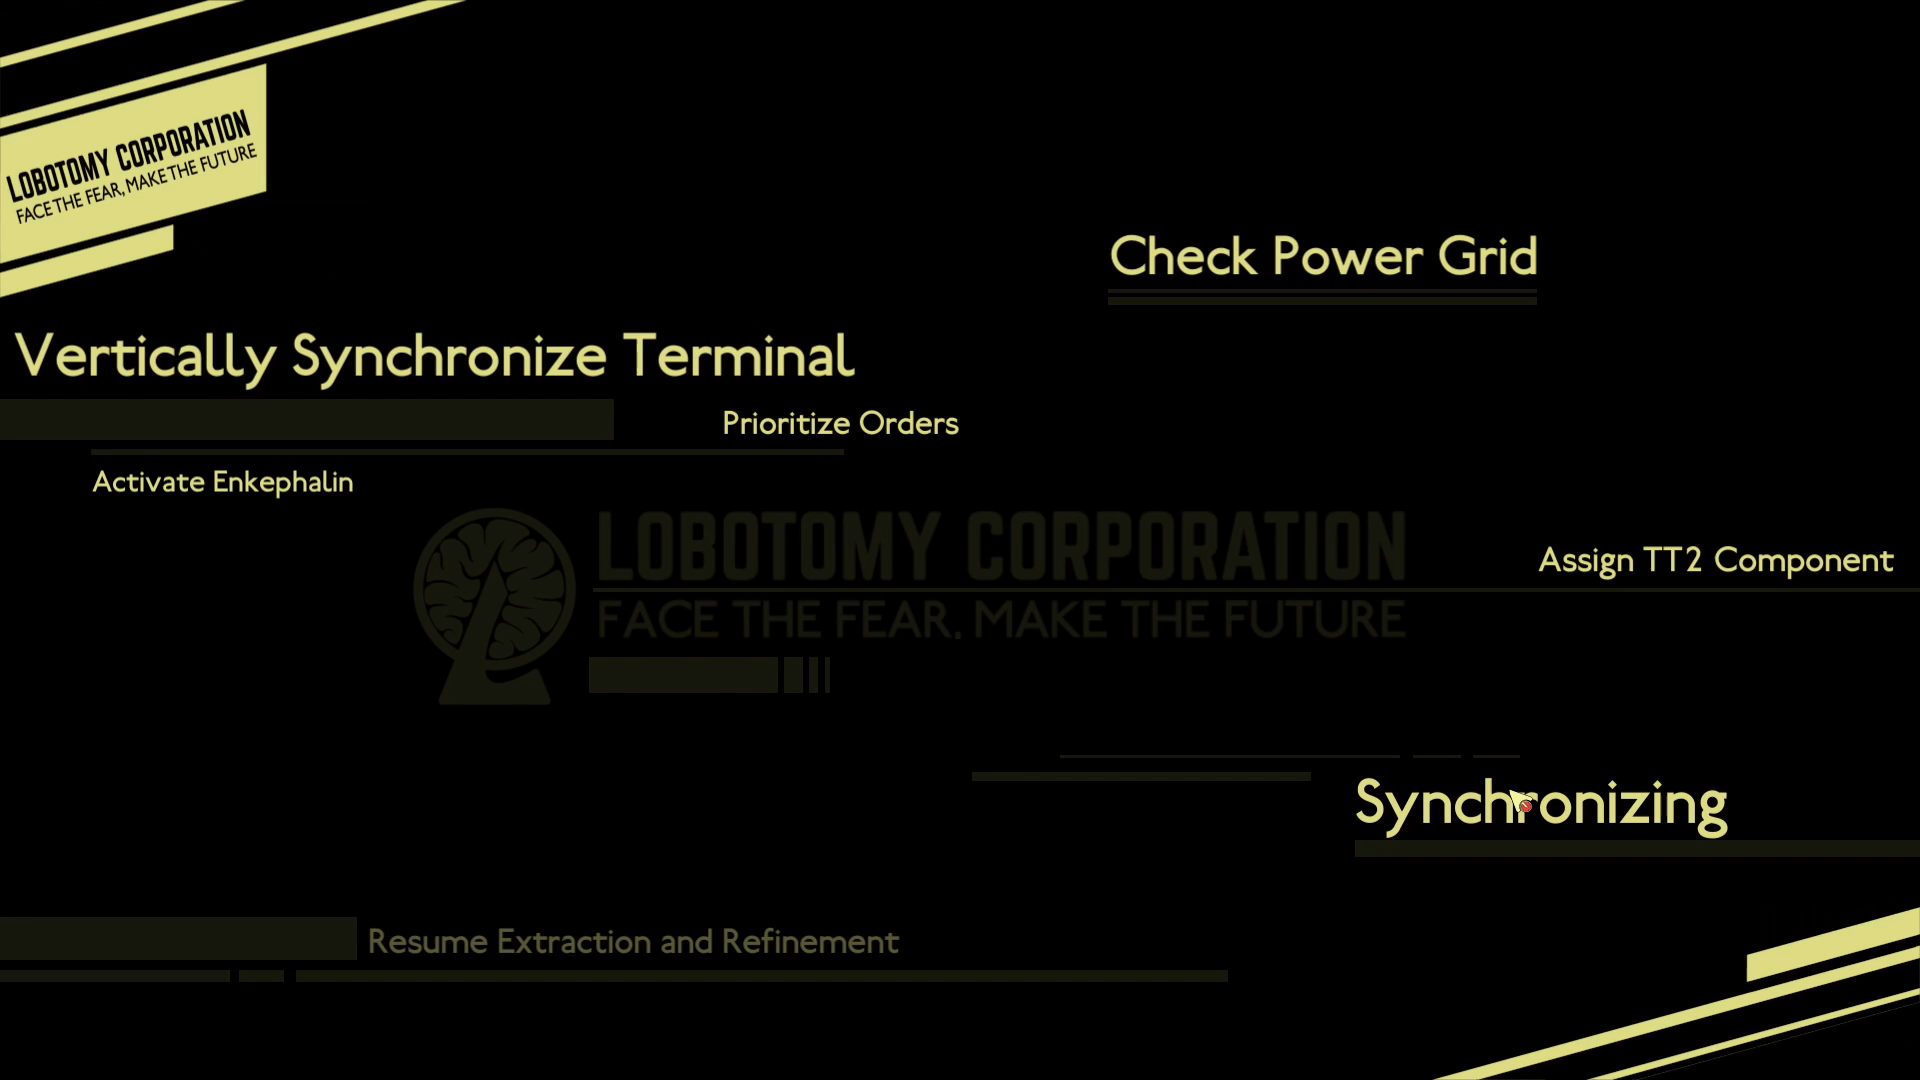 LOBOTOMY CORPORATION
FACE THE FEAR, MAKE THE FUTURE
Check Power Grid
Vertically Synchronize Terminal
Prioritize Orders
Activate Enkephalin
LOBOTOMY CORPORATION
FACE THE FEAR. MAKE THE FUTURE
Assign TT2 Component
Synchronizing
Resume Extraction and Refinement